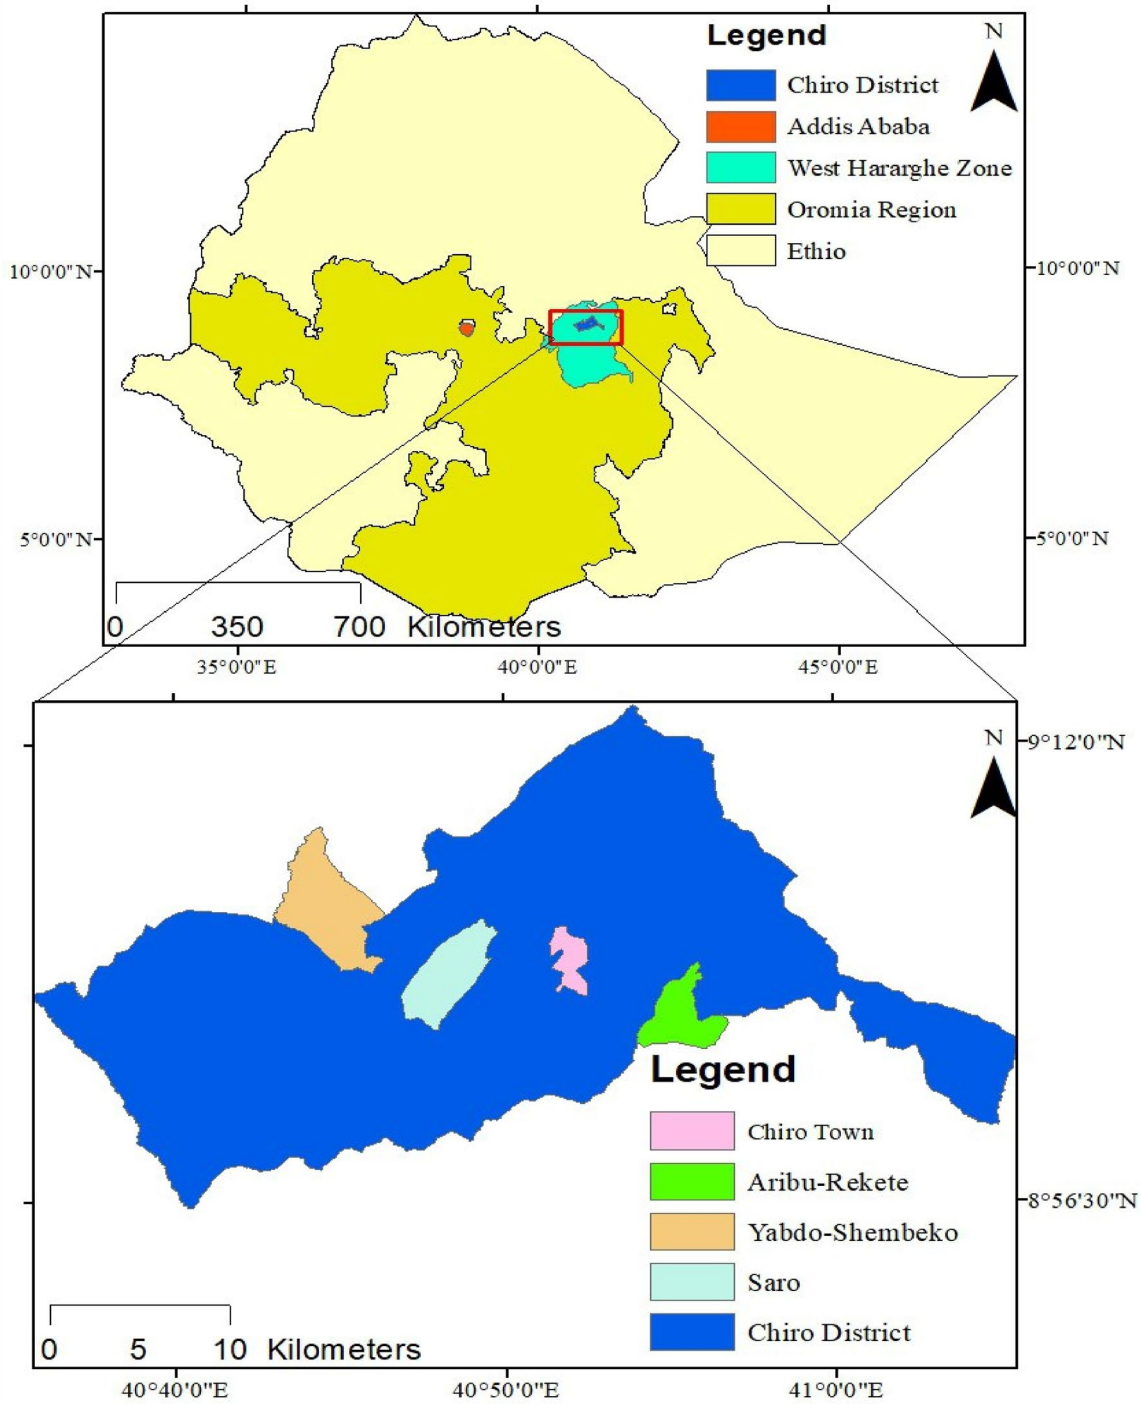 Legend
N
Chiro District
Addis Ababa
West Hararghe Zone
Oromia Region
Ethio
10°0'0"N
10°0'0"N
5°0'0"N
5°0'0"N
0 350 700 Kilometers
35°0'0"E 40°0'0"E 45°0'0"E
N
9°12'0"N
Legend
Chiro Town
Aribu-Rekete
8°56'30"N
Yabdo-Shembeko
Saro
Chiro District
0 5 10 Kilometers
40°40'0"E 40°50'0"E 41°0'0"E